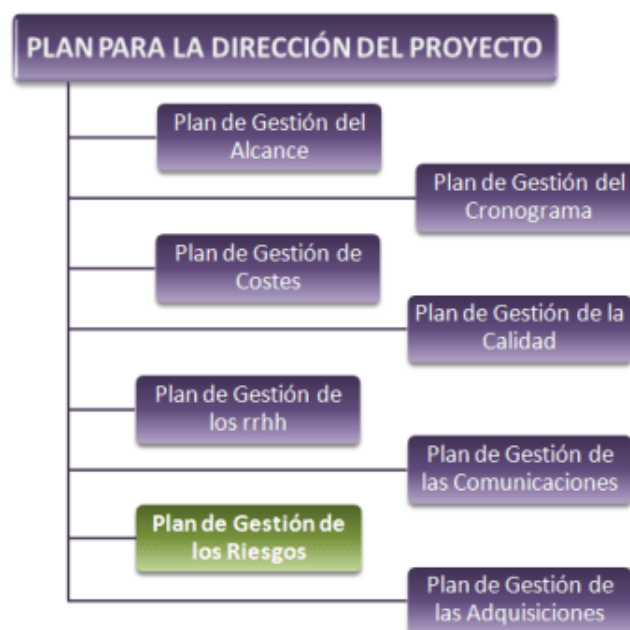 PLAN PARA LA DIRECCIÓN DEL PROYECTO
Plan de Gestión del
Alcance
Plan de Gestión del
Cronograma
Plan de Gestión de
Costes
Plan de Gestión de la
Calidad
Plan de Gestión de
los rrhh
Plan de Gestión de
las Comunicaciones
Plan de Gestión de
los Riesgos
Plan de Gestión de
las Adquisiciones